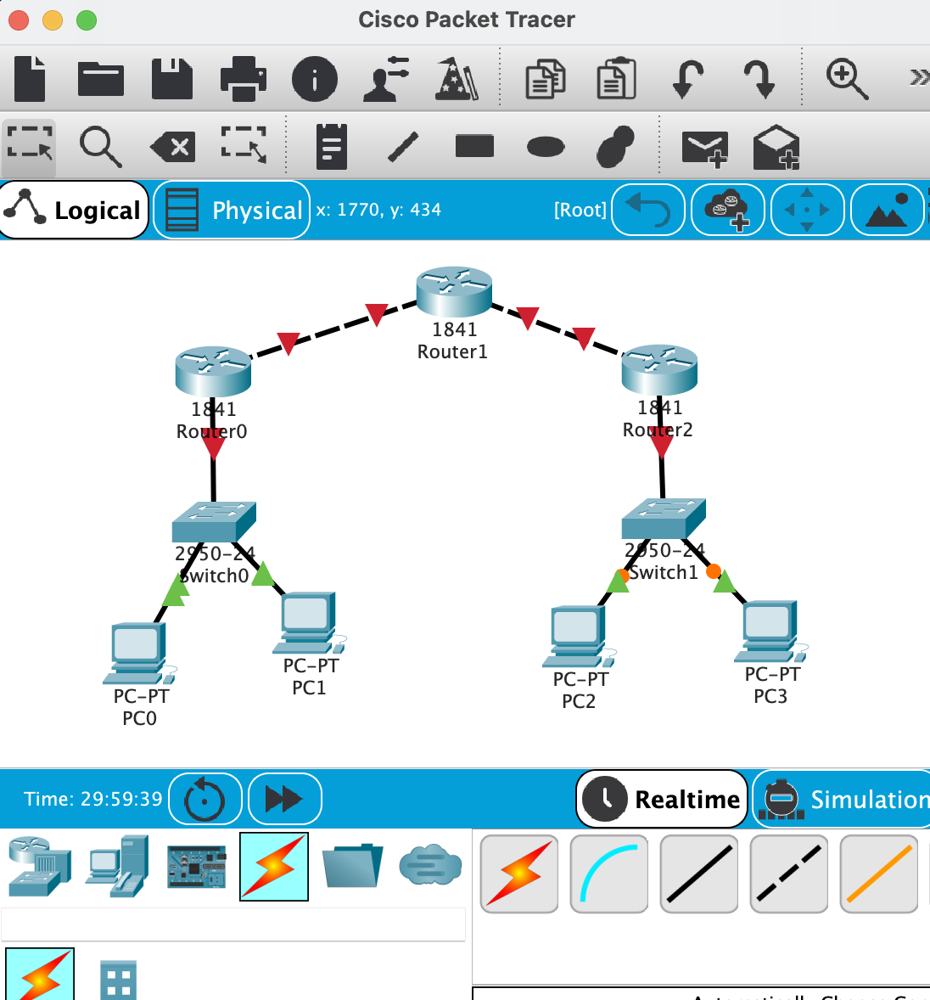 Cisco Packet Tracer
Logical
Physical
x: 1770, y: 434
[Root]
1841
Router1
1841
Router0
1841
Router2
2950-24
Switch0
2950-24
Switch1
PC-PT
PC0
PC-PT
PC1
PC-PT
PC2
PC-PT
PC3
Time: 29:59:39
Realtime
Simulation